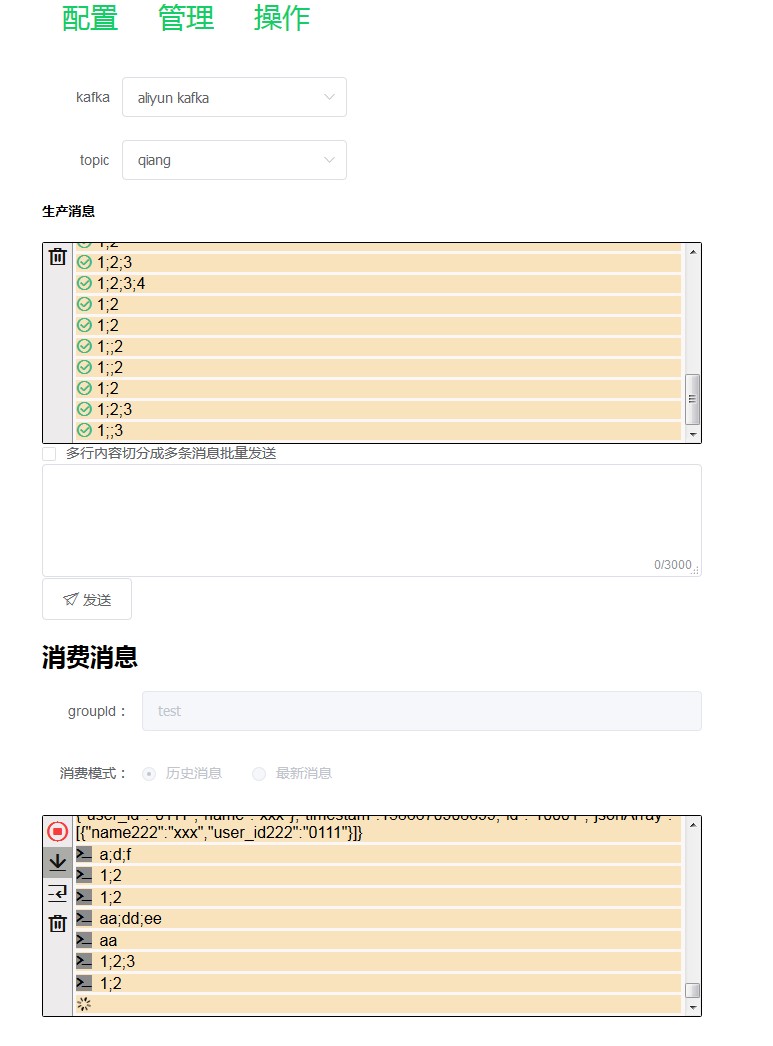 配置 管理 操作
kafka aliyun kafka
topic qiang
生产消息
1;2
1;2;3
1;2;3;4
1;2
1;2
1;;2
1;;2
1;2
1;2;3
1;;3
多行内容切分成多条消息批量发送
0/3000
发送
消费消息
groupId： test
消费模式： 历史消息 最新消息
[{"name222":"xxx","user_id222":"0111"}]}
a;d;f
1;2
1;2
aa;dd;ee
aa
1;2;3
1;2